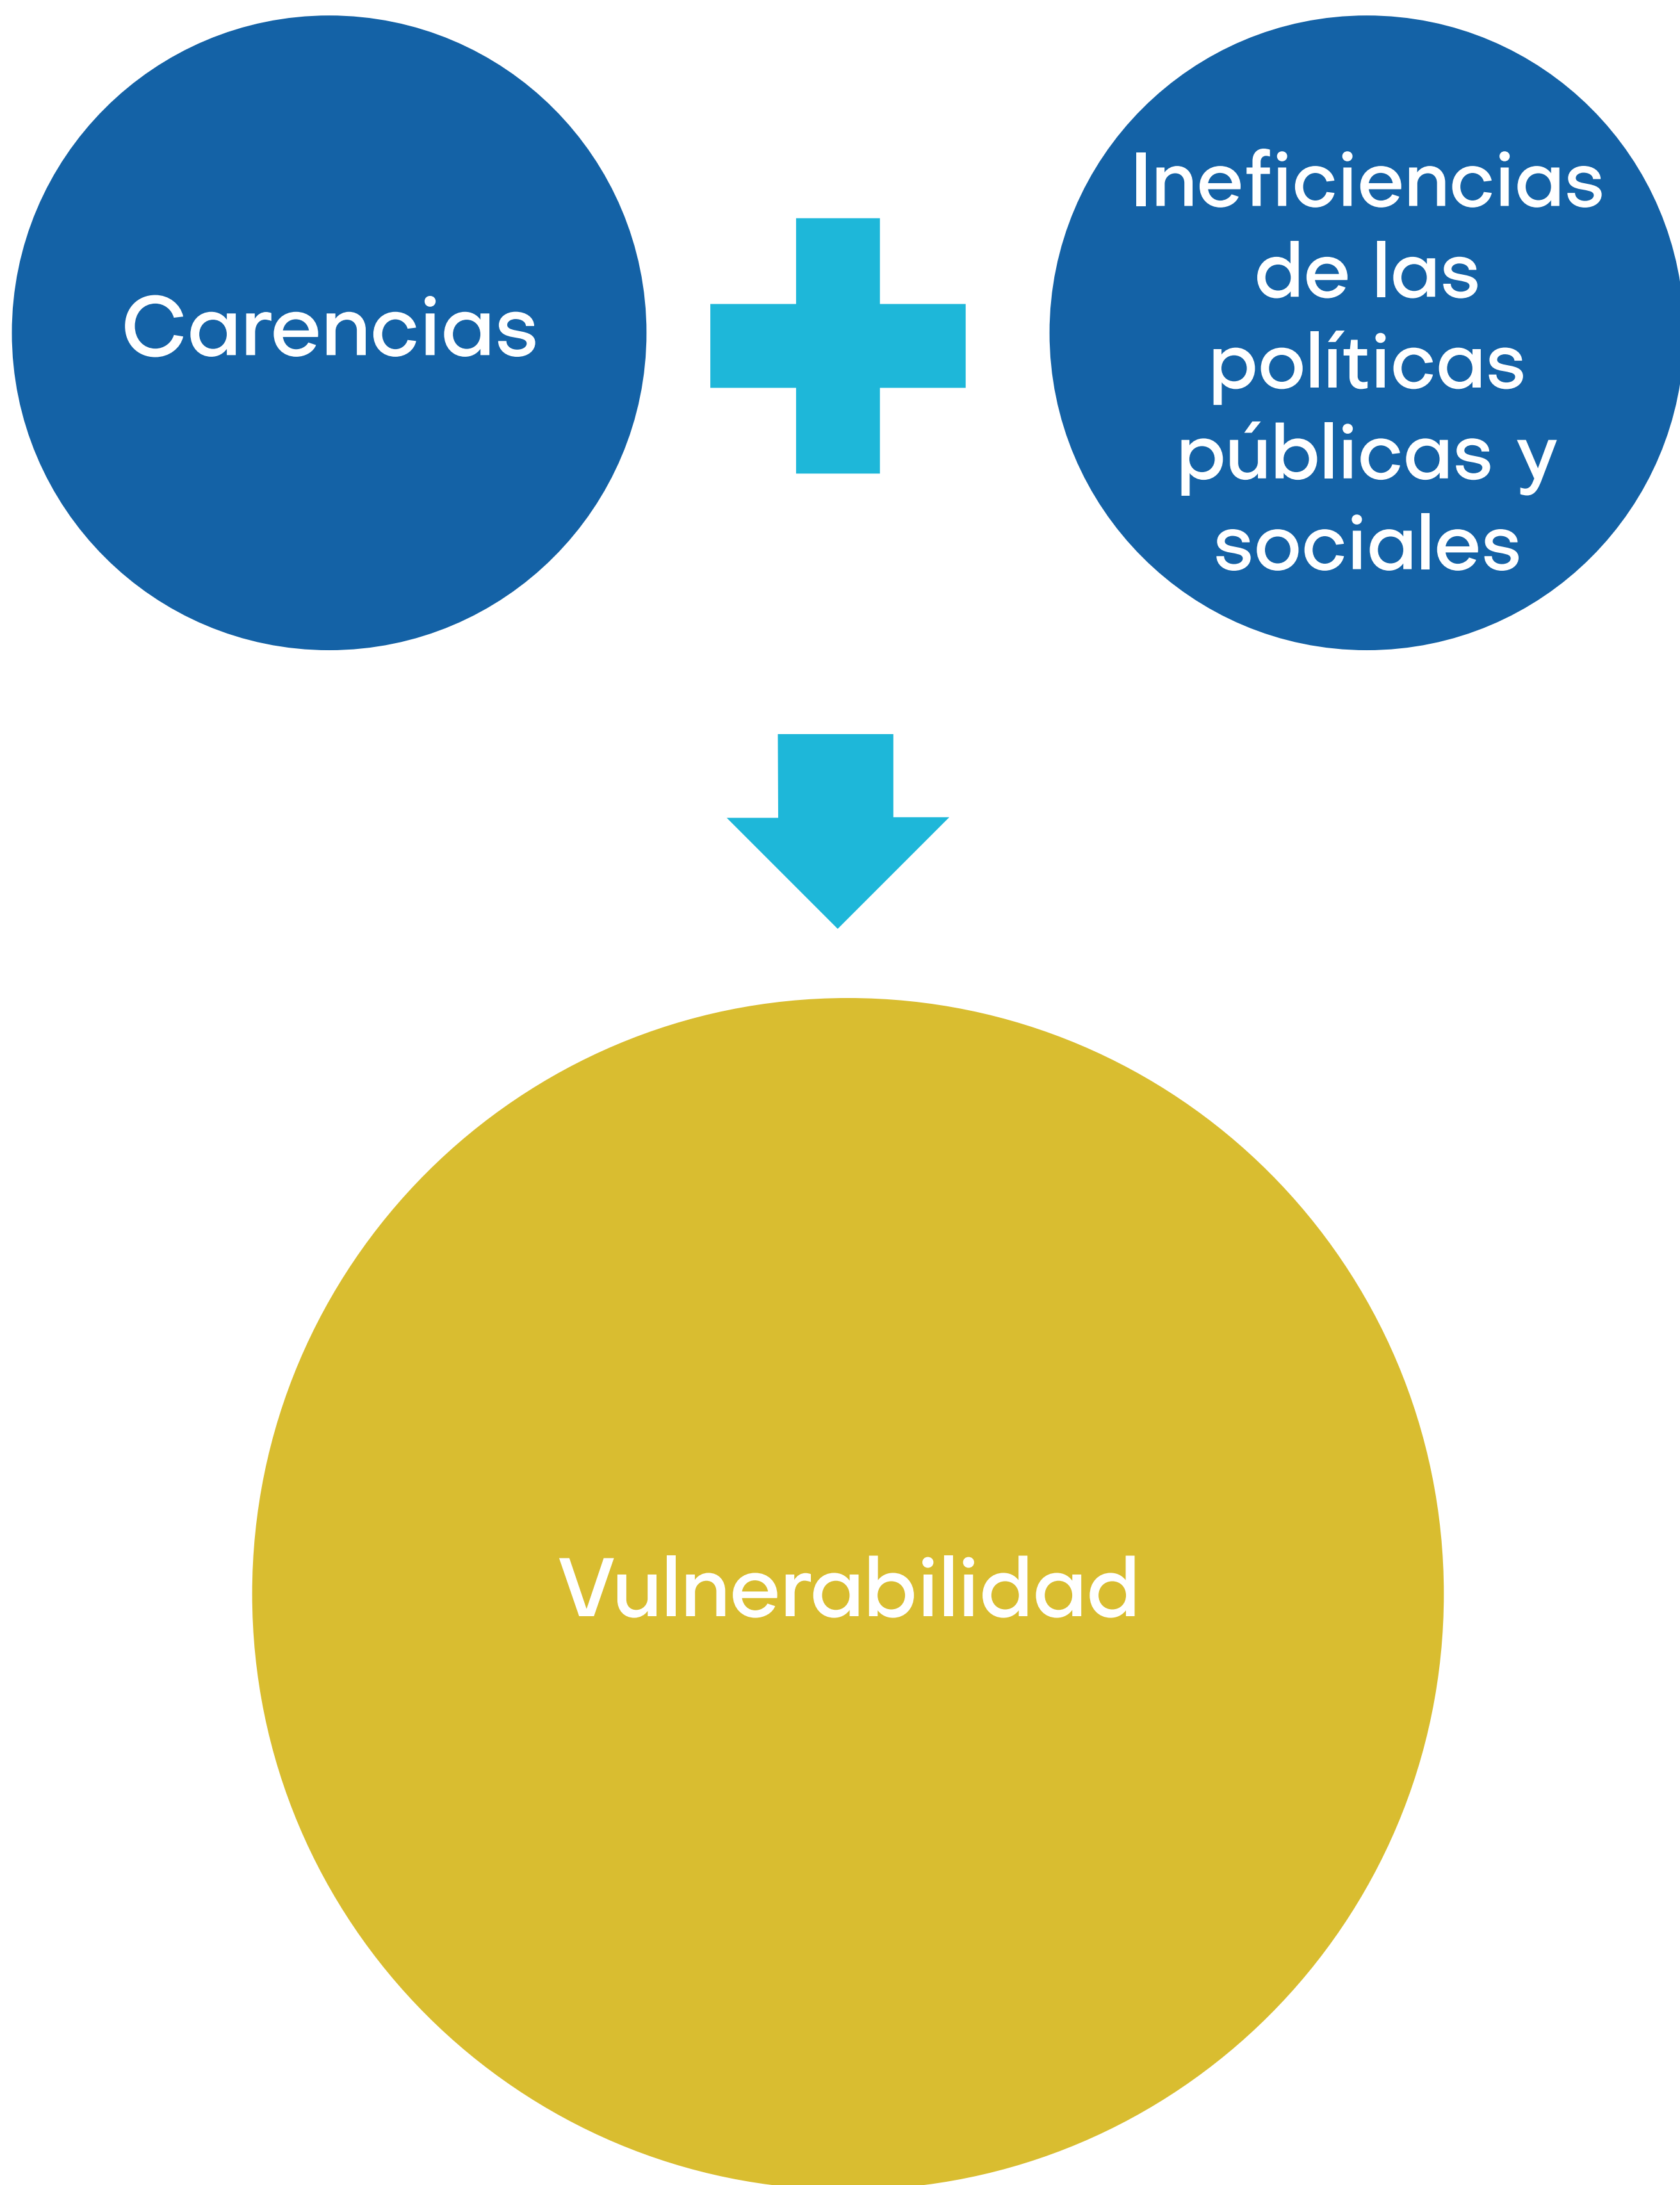 Carencias
Ineficiencias
de las
políticas
públicas y
sociales
Vulnerabilidad